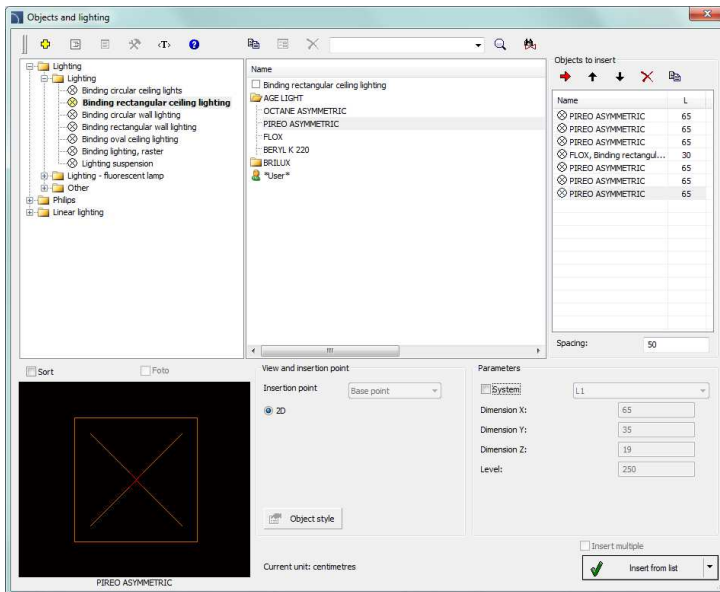 Objects and lighting
‹T›
Lighting
Lighting
Binding circular ceiling lights
Binding rectangular ceiling lighting
Binding circular wall lighting
Binding rectangular wall lighting
Binding oval ceiling lighting
Binding lighting, raster
Lighting suspension
Lighting - fluorescent lamp
Other
Philips
Linear lighting
Name
Binding rectangular ceiling lighting
AGE LIGHT
OCTANE ASYMMETRIC
PIREO ASYMMETRIC
FLOX
BERYL K 220
BRILUX
*User*
Objects to insert
Name L
PIREO ASYMMETRIC 65
PIREO ASYMMETRIC 65
PIREO ASYMMETRIC 65
FLOX, Binding rectangul... 30
PIREO ASYMMETRIC 65
PIREO ASYMMETRIC 65
PIREO ASYMMETRIC 65
Spacing: 50
Sort Foto
PIREO ASYMMETRIC
View and insertion point
Insertion point Base point
2D
Object style
Current unit: centimetres
Parameters
System L1
Dimension X: 65
Dimension Y: 35
Dimension Z: 19
Level: 250
Insert multiple
Insert from list